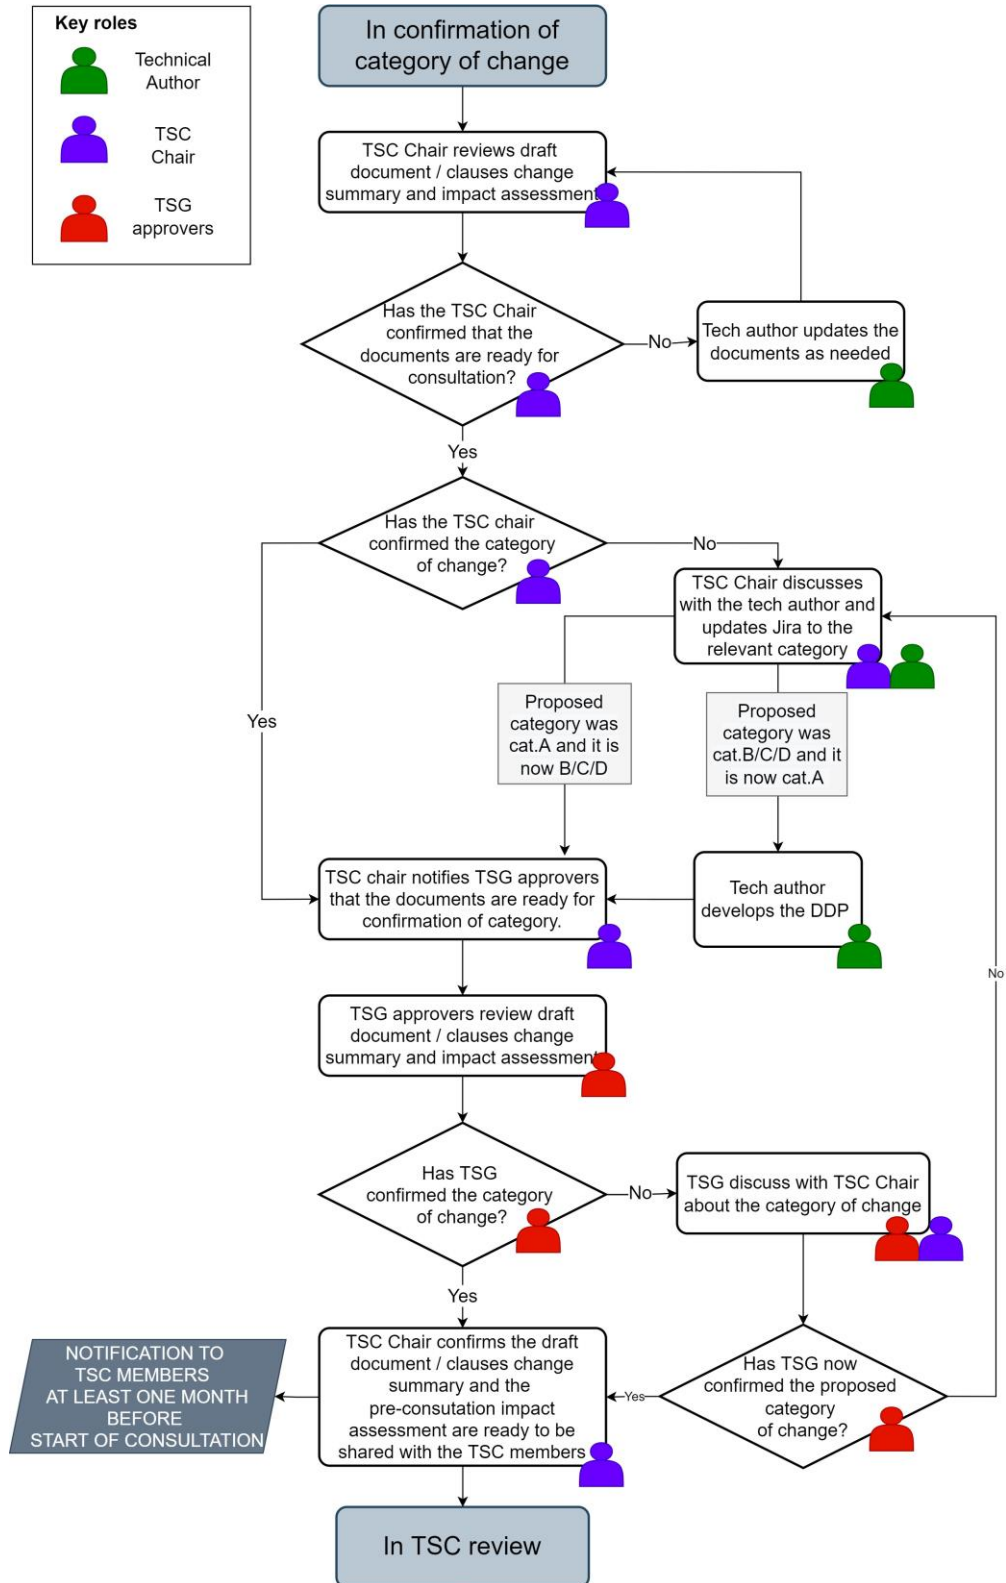 Key roles
Technical
Author
TSC
Chair
TSG
approvers
In confirmation of
category of change
TSC Chair reviews draft
document / clauses change
summary and impact assessment
Has the TSC Chair
confirmed that the
documents are ready for
consultation?
No
Tech author updates the
documents as needed
Yes
Has the TSC chair
confirmed the category
of change?
No
TSC Chair discusses
with the tech author and
updates Jira to the
relevant category
Yes
Proposed
category was
cat.A and it is
now B/C/D
Proposed
category was
cat.B/C/D and it
is now cat.A
TSC chair notifies TSG approvers
that the documents are ready for
confirmation of category.
Tech author
develops the DDP
No
TSG approvers review draft
document / clauses change
summary and impact assessment
Has TSG
confirmed the category
of change?
No
TSG discuss with TSC Chair
about the category of change
Yes
NOTIFICATION TO
TSC MEMBERS
AT LEAST ONE MONTH
BEFORE
START OF CONSULTATION
TSC Chair confirms the draft
document / clauses change
summary and the
pre-consutation impact
assessment are ready to be
shared with the TSC members
Yes
Has TSG now
confirmed the proposed
category
of change?
In TSC review